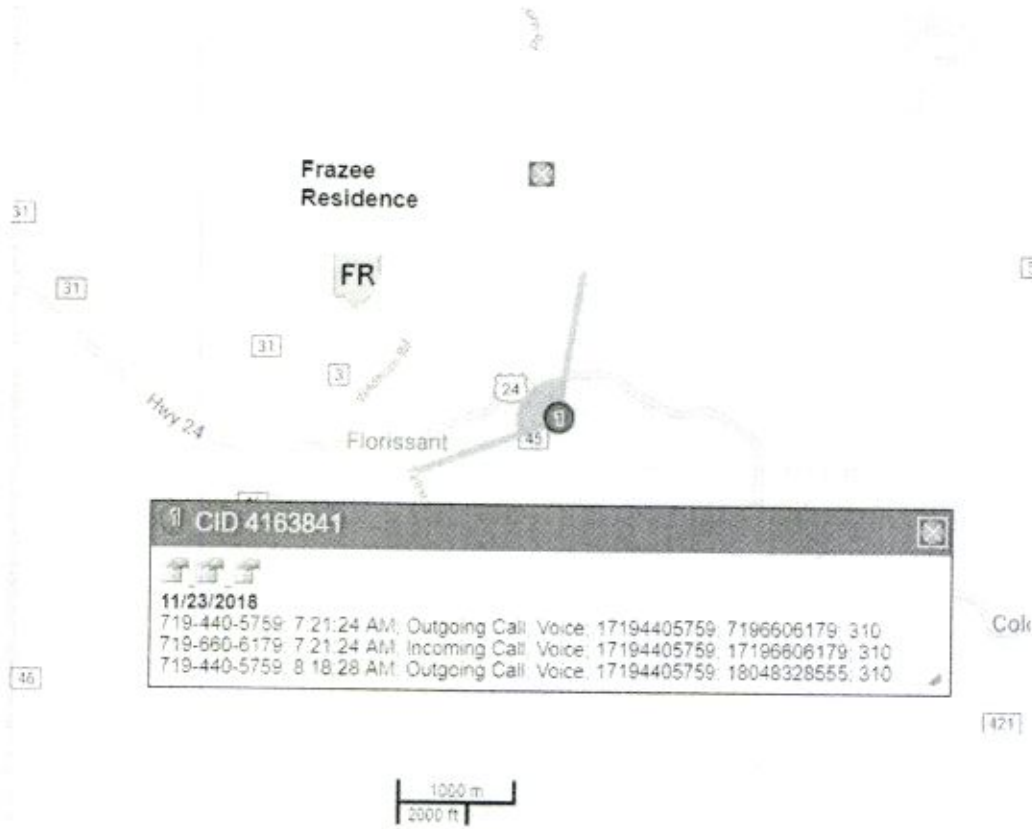 Frazee
Residence
FR
31
31
31
3
24
Hwy 24
Florissant
45
CID 4163841
11/23/2018
719-440-5759; 7:21:24 AM; Outgoing Call; Voice; 17194405759; 7196606179; 310
719-660-6179; 7:21:24 AM; Incoming Call; Voice; 17194405759; 17196606179; 310
719-440-5759; 8:18:28 AM; Outgoing Call; Voice; 17194405759; 18048328555; 310
46
421
1000 m
2000 ft